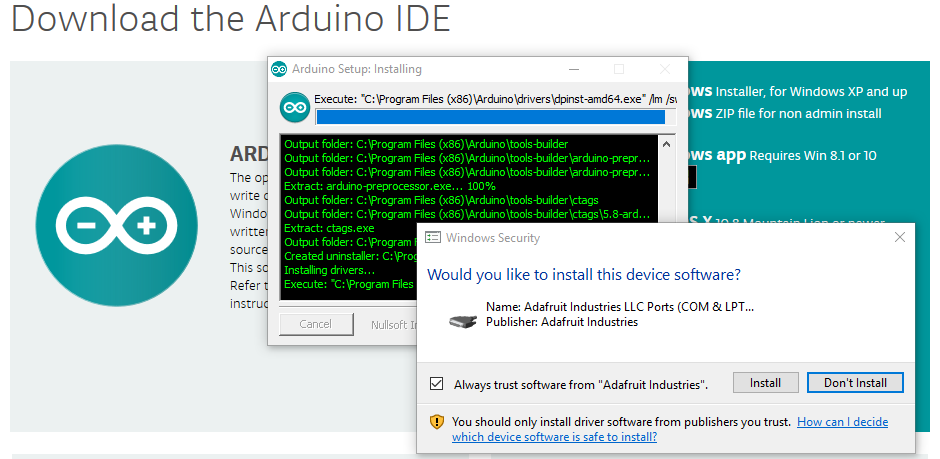 Download the Arduino IDE
Arduino Setup: Installing
Execute: "C:\Program Files (x86)\Arduino\drivers\dpinst-amd64.exe" /lm /sw
Output folder: C:\Program Files (x86)\Arduino\tools-builder
Output folder: C:\Program Files (x86)\Arduino\tools-builder\arduino-prepr...
Output folder: C:\Program Files (x86)\Arduino\tools-builder\arduino-prepr...
Extract: arduino-preprocessor.exe... 100%
Output folder: C:\Program Files (x86)\Arduino\tools-builder\ctags
Output folder: C:\Program Files (x86)\Arduino\tools-builder\ctags\5.8-ard...
Extract: ctags.exe
Output folder: C:\Program Fi
Created uninstaller: C:\Program
Installing drivers...
Execute: "C:\Program Files
Cancel
Nullsoft In
ARD
The op
write c
Windo
written
source
This so
Refer t
instruc
ws Installer, for Windows XP and up
ws ZIP file for non admin install
ows app Requires Win 8.1 or 10
S X 10.8 Mountain Lion or newer
Windows Security
Would you like to install this device software?
Name: Adafruit Industries LLC Ports (COM & LPT...
Publisher: Adafruit Industries
Always trust software from "Adafruit Industries".
Install
Don't Install
You should only install driver software from publishers you trust. How can I decide
which device software is safe to install?